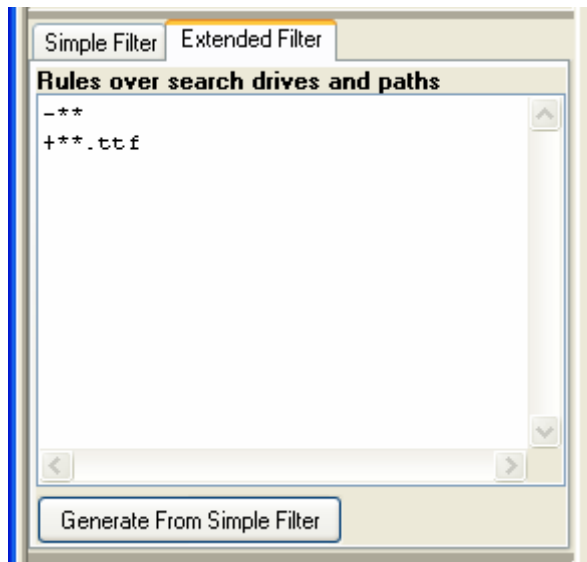 Simple Filter Extended Filter
Rules over search drives and paths
-**
+**.ttf
Generate From Simple Filter